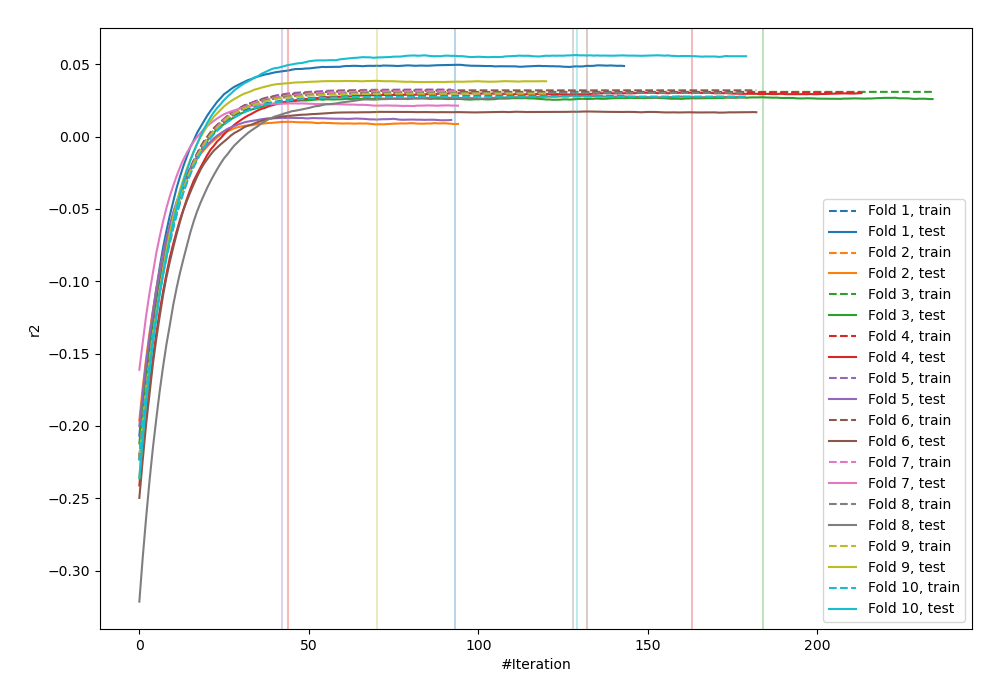 0.05
0.00
−0.05
−0.10
−0.15
−0.20
−0.25
−0.30
r2
0 50 100 150 200
#Iteration
Fold 1, train
Fold 1, test
Fold 2, train
Fold 2, test
Fold 3, train
Fold 3, test
Fold 4, train
Fold 4, test
Fold 5, train
Fold 5, test
Fold 6, train
Fold 6, test
Fold 7, train
Fold 7, test
Fold 8, train
Fold 8, test
Fold 9, train
Fold 9, test
Fold 10, train
Fold 10, test